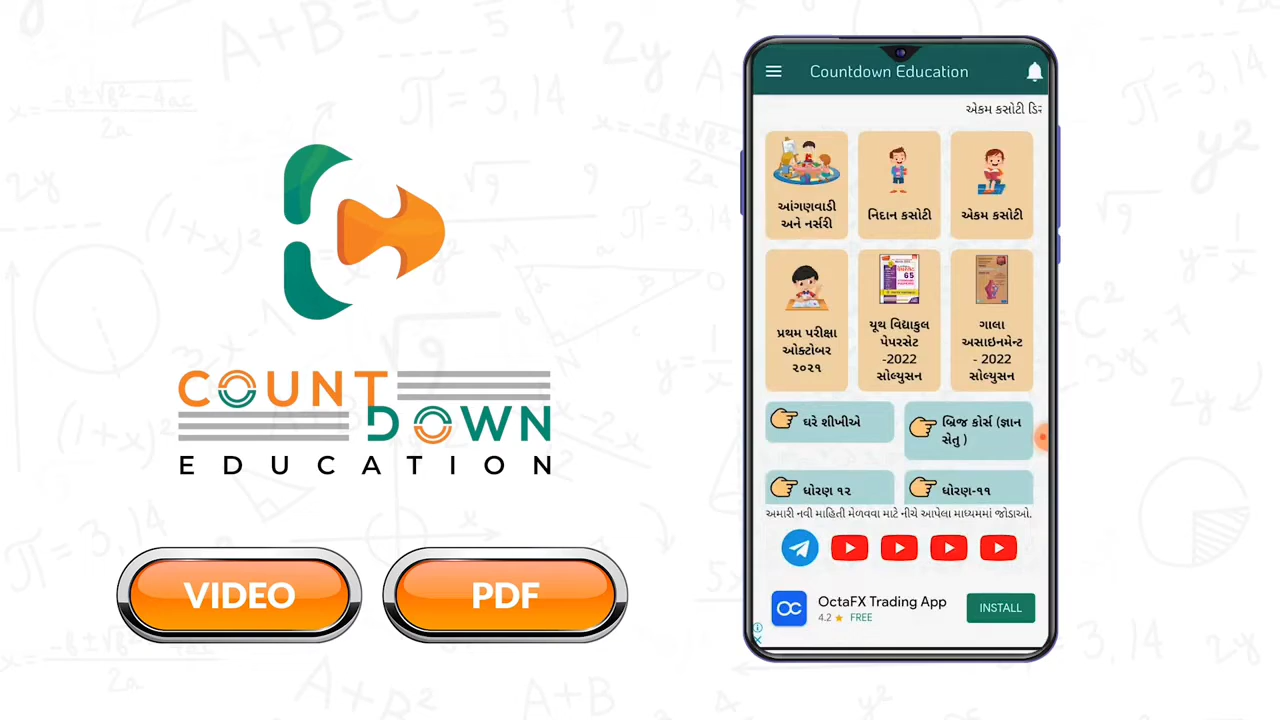 COUNT
DOWN
EDUCATION
VIDEO
PDF
Countdown Education
એકમ કસોટી
આંગણવાડી
અને નર્સરી
નિદાન કસોટી
એકમ કસોટી
પ્રથમ પરીક્ષા
ઓક્ટોબર
૨૦૨૧
યૂથ વિદ્યાકુલ
પેપરસેટ
-2022
સોલ્યુસન
ગાલા
અસાઇનમેન્ટ
- 2022
સોલ્યુસન
ઘરે શીખીએ
બ્રિજ કોર્સ (જ્ઞાન
સેતુ )
ધોરણ ૧૨
ધોરણ-૧૧
અમારી નવી માહિતી મેળવવા માટે નીચે આપેલા માધ્યમમાં જોડાઓ.
OctaFX Trading App
4.2 ★ FREE
INSTALL